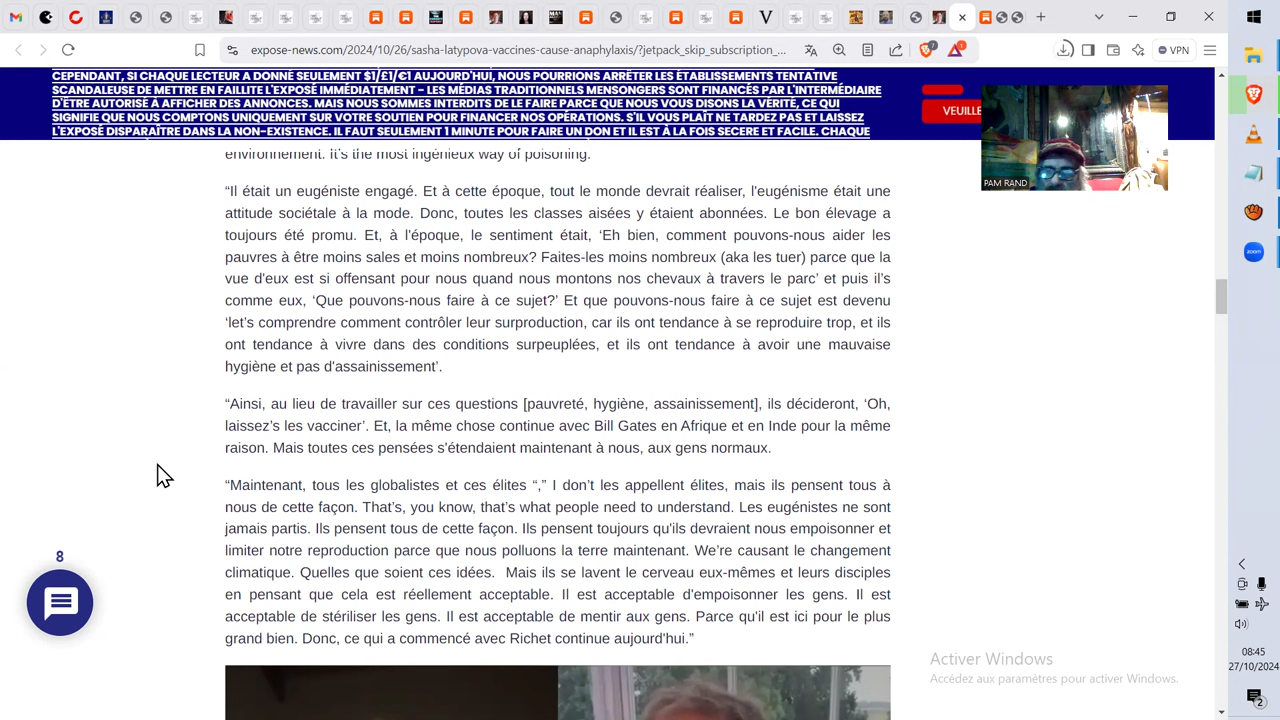 expose-news.com/2024/10/26/sasha-latypova-vaccines-cause-anaphylaxis/?jetpack_skip_subscription_...
VPN
CEPENDANT, SI CHAQUE LECTEUR A DONNÉ SEULEMENT $1/£1/€1 AUJOURD'HUI, NOUS POURRIONS ARRÊTER LES ÉTABLISSEMENTS TENTATIVE
SCANDALEUSE DE METTRE EN FAILLITE L'EXPOSÉ IMMÉDIATEMENT - LES MÉDIAS TRADITIONNELS MENSONGERS SONT FINANCÉS PAR L'INTERMÉDIAIRE
D'ÊTRE AUTORISÉ À AFFICHER DES ANNONCES. MAIS NOUS SOMMES INTERDITS DE LE FAIRE PARCE QUE NOUS VOUS DISONS LA VÉRITÉ, CE QUI
SIGNIFIE QUE NOUS COMPTONS UNIQUEMENT SUR VOTRE SOUTIEN POUR FINANCER NOS OPÉRATIONS. S'IL VOUS PLAÎT NE TARDEZ PAS ET LAISSEZ
L'EXPOSÉ DISPARAÎTRE DANS LA NON-EXISTENCE. IL FAUT SEULEMENT 1 MINUTE POUR FAIRE UN DON ET IL EST À LA FOIS SECERE ET FACILE. CHAQUE
VEUILLE
PAM RAND
environnement. It's the most ingénieux way of poisoning.
“Il était un eugéniste engagé. Et à cette époque, tout le monde devrait réaliser, l'eugénisme était une
attitude sociétale à la mode. Donc, toutes les classes aisées y étaient abonnées. Le bon élevage a
toujours été promu. Et, à l'époque, le sentiment était, ‘Eh bien, comment pouvons-nous aider les
pauvres à être moins sales et moins nombreux? Faites-les moins nombreux (aka les tuer) parce que la
vue d'eux est si offensant pour nous quand nous montons nos chevaux à travers le parc’ et puis il’s
comme eux, ‘Que pouvons-nous faire à ce sujet?’ Et que pouvons-nous faire à ce sujet est devenu
‘let’s comprendre comment contrôler leur surproduction, car ils ont tendance à se reproduire trop, et ils
ont tendance à vivre dans des conditions surpeuplées, et ils ont tendance à avoir une mauvaise
hygiène et pas d'assainissement’.
“Ainsi, au lieu de travailler sur ces questions [pauvreté, hygiène, assainissement], ils décideront, ‘Oh,
laissez’s les vacciner’. Et, la même chose continue avec Bill Gates en Afrique et en Inde pour la même
raison. Mais toutes ces pensées s'étendaient maintenant à nous, aux gens normaux.
“Maintenant, tous les globalistes et ces élites “,” I don’t les appellent élites, mais ils pensent tous à
nous de cette façon. That’s, you know, that’s what people need to understand. Les eugénistes ne sont
jamais partis. Ils pensent tous de cette façon. Ils pensent toujours qu'ils devraient nous empoisonner et
limiter notre reproduction parce que nous polluons la terre maintenant. We’re causant le changement
climatique. Quelles que soient ces idées. Mais ils se lavent le cerveau eux-mêmes et leurs disciples
en pensant que cela est réellement acceptable. Il est acceptable d'empoisonner les gens. Il est
acceptable de stériliser les gens. Il est acceptable de mentir aux gens. Parce qu'il est ici pour le plus
grand bien. Donc, ce qui a commencé avec Richet continue aujourd'hui.”
8
Activer Windows
Accédez aux paramètres pour activer Windows.
zoom
08:45
27/10/2024
2